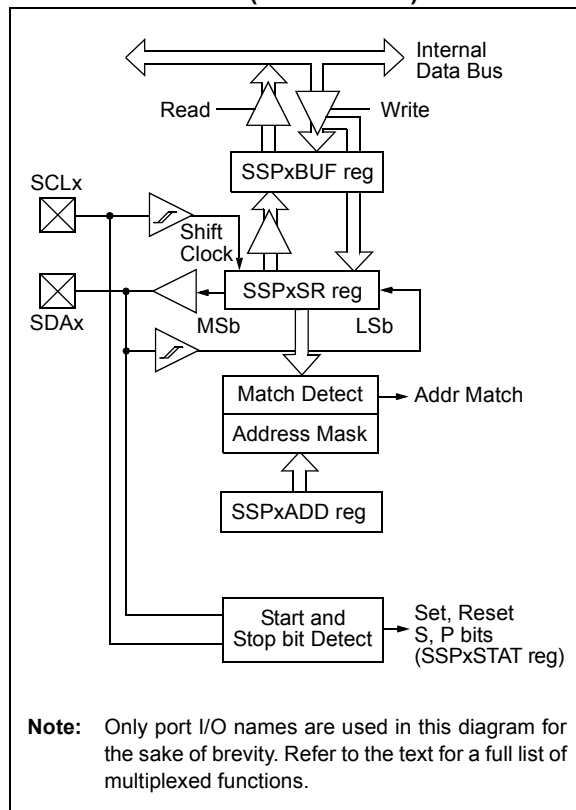 Internal
Data Bus
Read
Write
SSPxBUF reg
SCLx
Shift
Clock
SSPxSR reg
SDAx
MSb
LSb
Match Detect
Addr Match
Address Mask
SSPxADD reg
Start and
Stop bit Detect
Set, Reset
S, P bits
(SSPxSTAT reg)
Note: Only port I/O names are used in this diagram for
the sake of brevity. Refer to the text for a full list of
multiplexed functions.